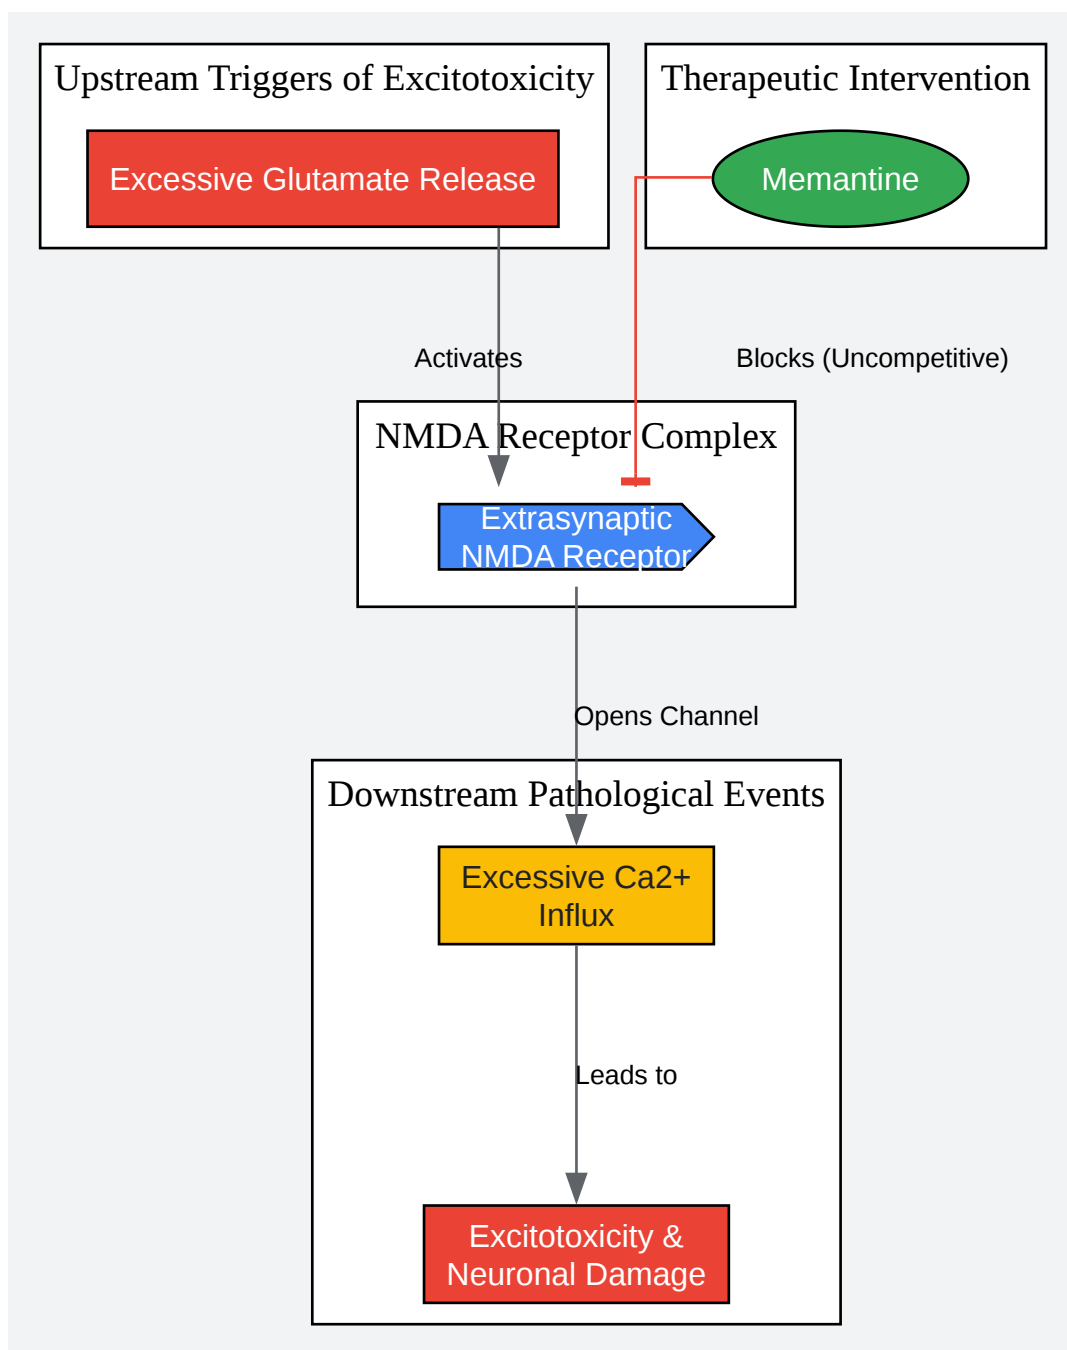 Upstream Triggers of Excitotoxicity
Excessive Glutamate Release
Therapeutic Intervention
Memantine
Activates
Blocks (Uncompetitive)
NMDA Receptor Complex
Extrasynaptic
NMDA Receptor
Opens Channel
Downstream Pathological Events
Excessive Ca2+
Influx
Leads to
Excitotoxicity &
Neuronal Damage